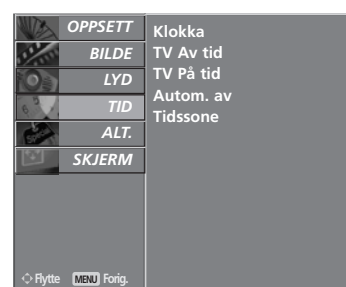 OPPSETT
BILDE
LYD
TID
ALT.
SKJERM
Klokka
TV Av tid
TV På tid
Autom. av
Tidssone
Flytte MENU Forig.